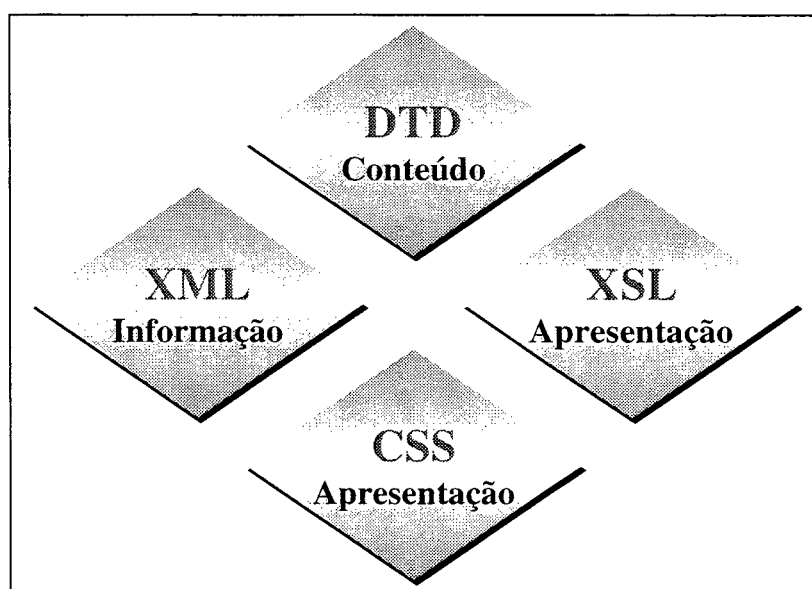 DTD
Conteúdo
XML
Informação
XSL
Apresentação
CSS
Apresentação